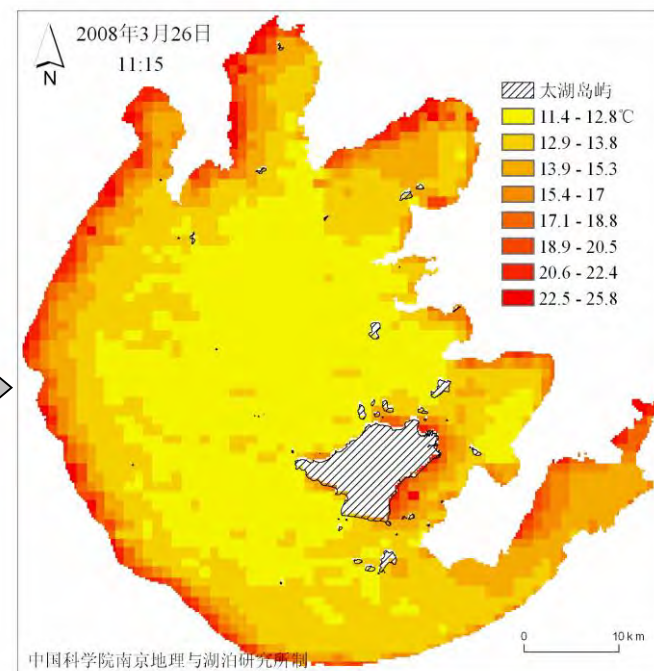 2008年3月26日
11:15
N
太湖岛屿
11.4 - 12.8℃
12.9 - 13.8
13.9 - 15.3
15.4 - 17
17.1 - 18.8
18.9 - 20.5
20.6 - 22.4
22.5 - 25.8
0 10 km
中国科学院南京地理与湖泊研究所制